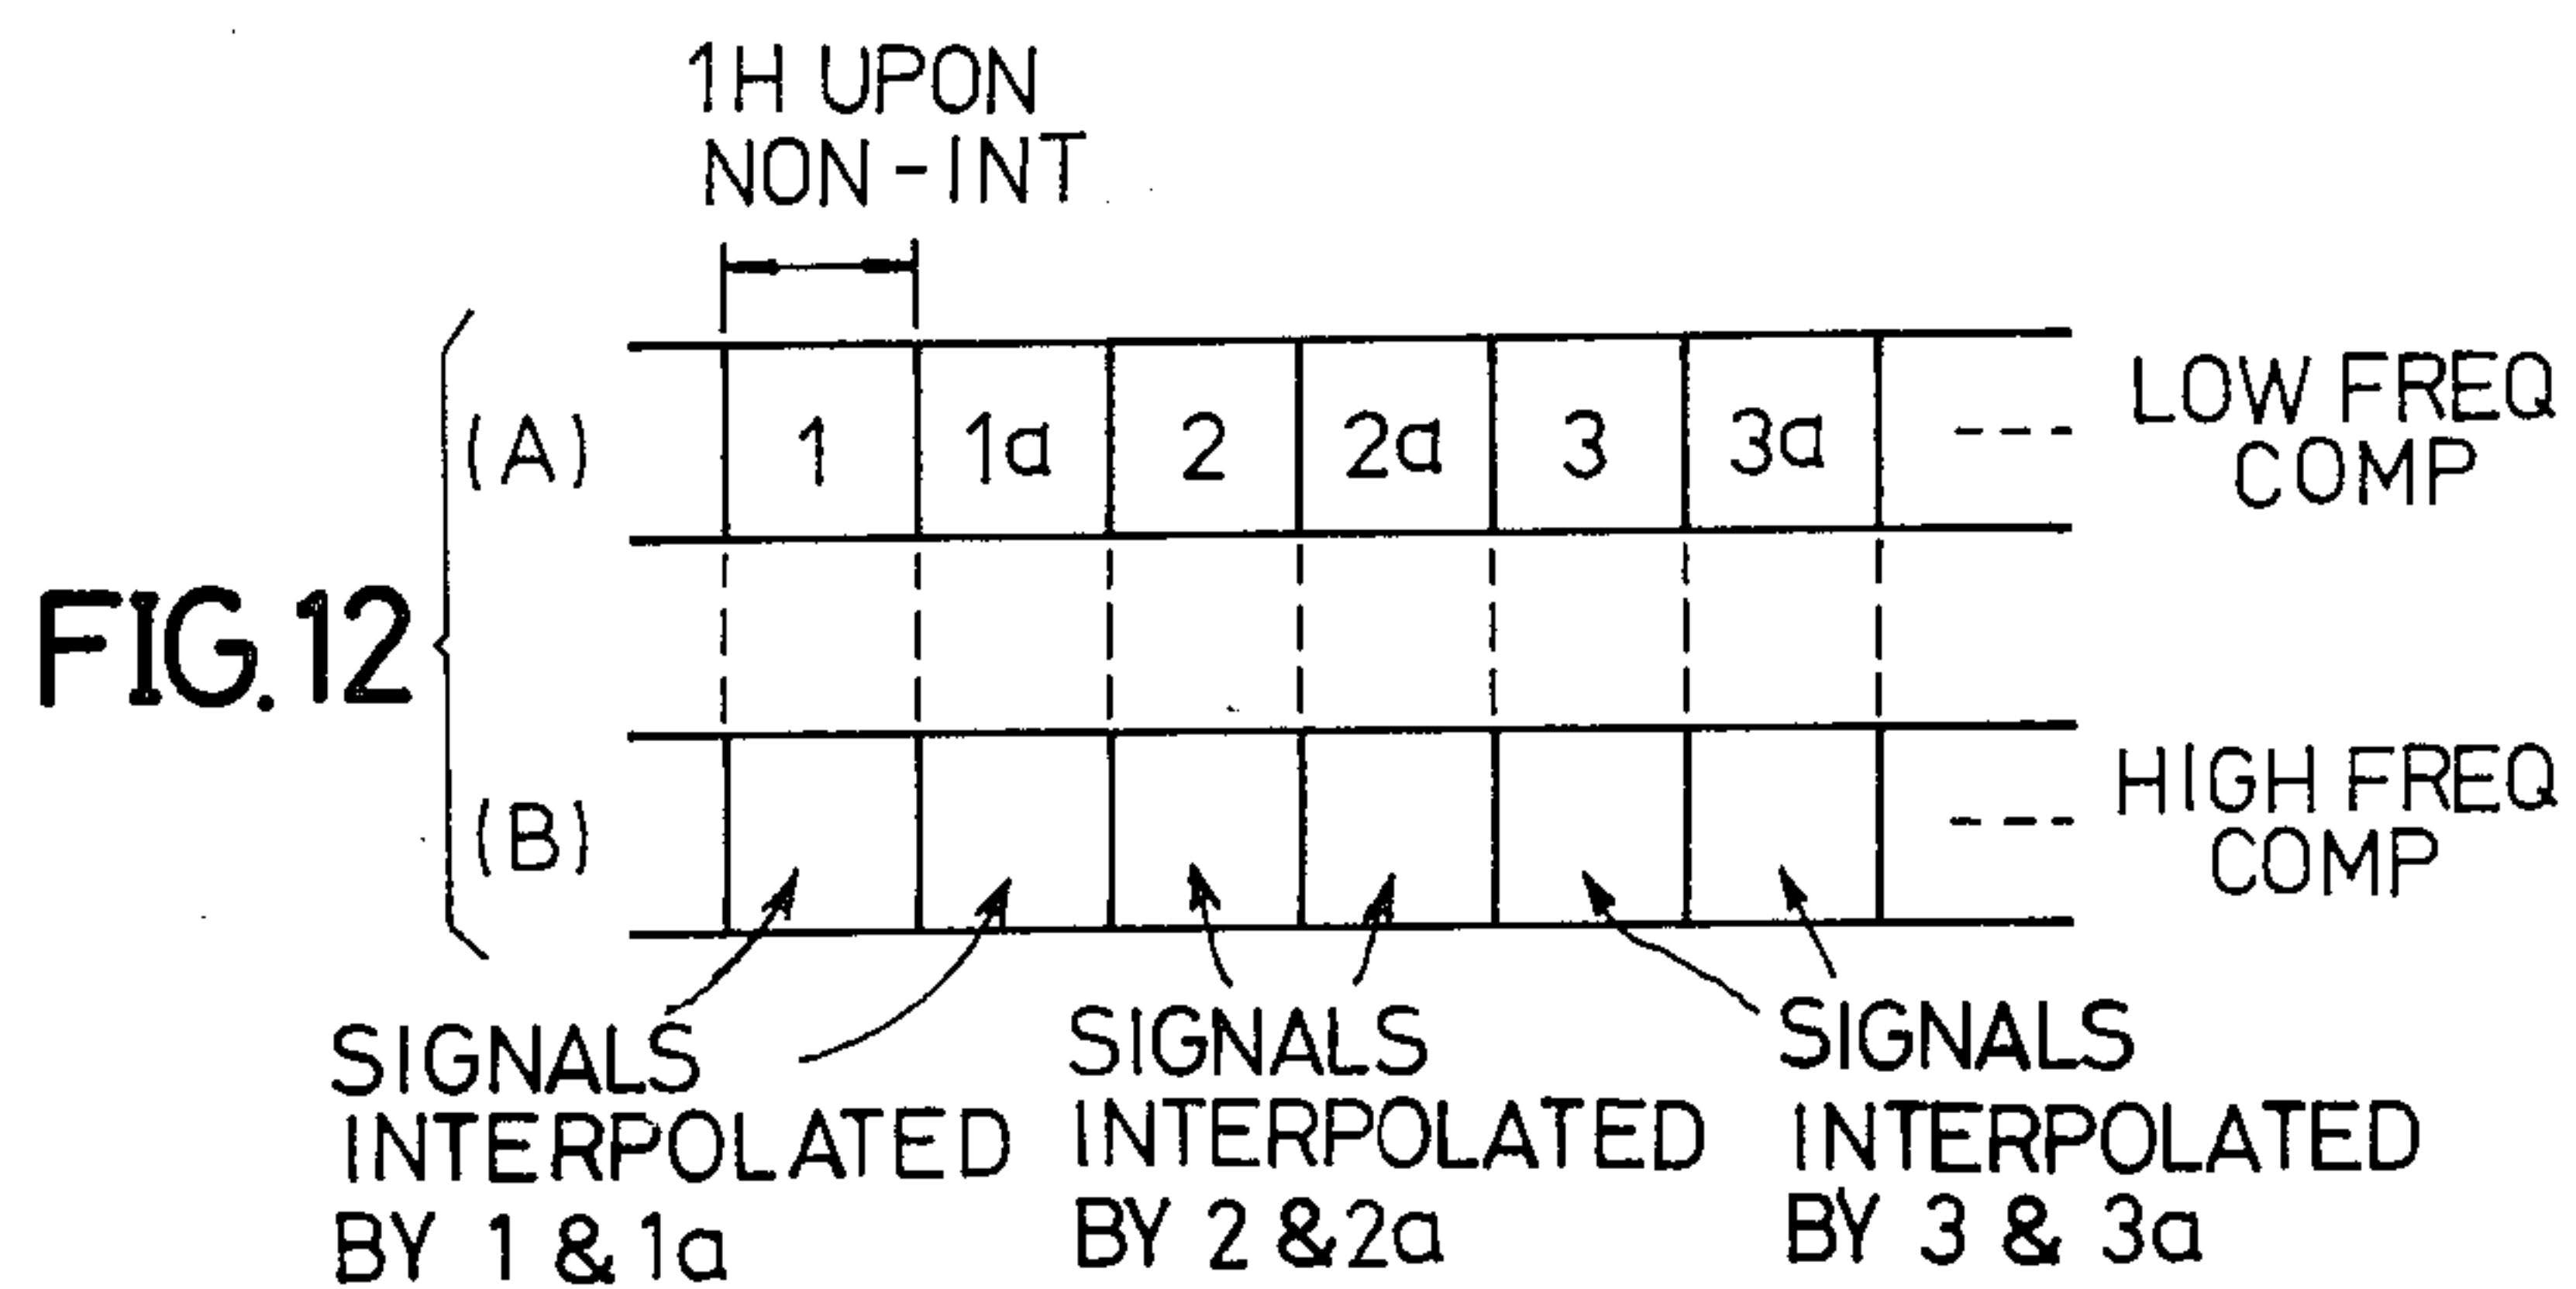 1H UPON
NON-INT
(A)
1 1a 2 2a 3 3a
LOW FREQ
COMP
FIG.12
(B)
HIGH FREQ
COMP
SIGNALS
INTERPOLATED
BY 1 & 1a
SIGNALS
INTERPOLATED
BY 2 & 2a
SIGNALS
INTERPOLATED
BY 3 & 3a